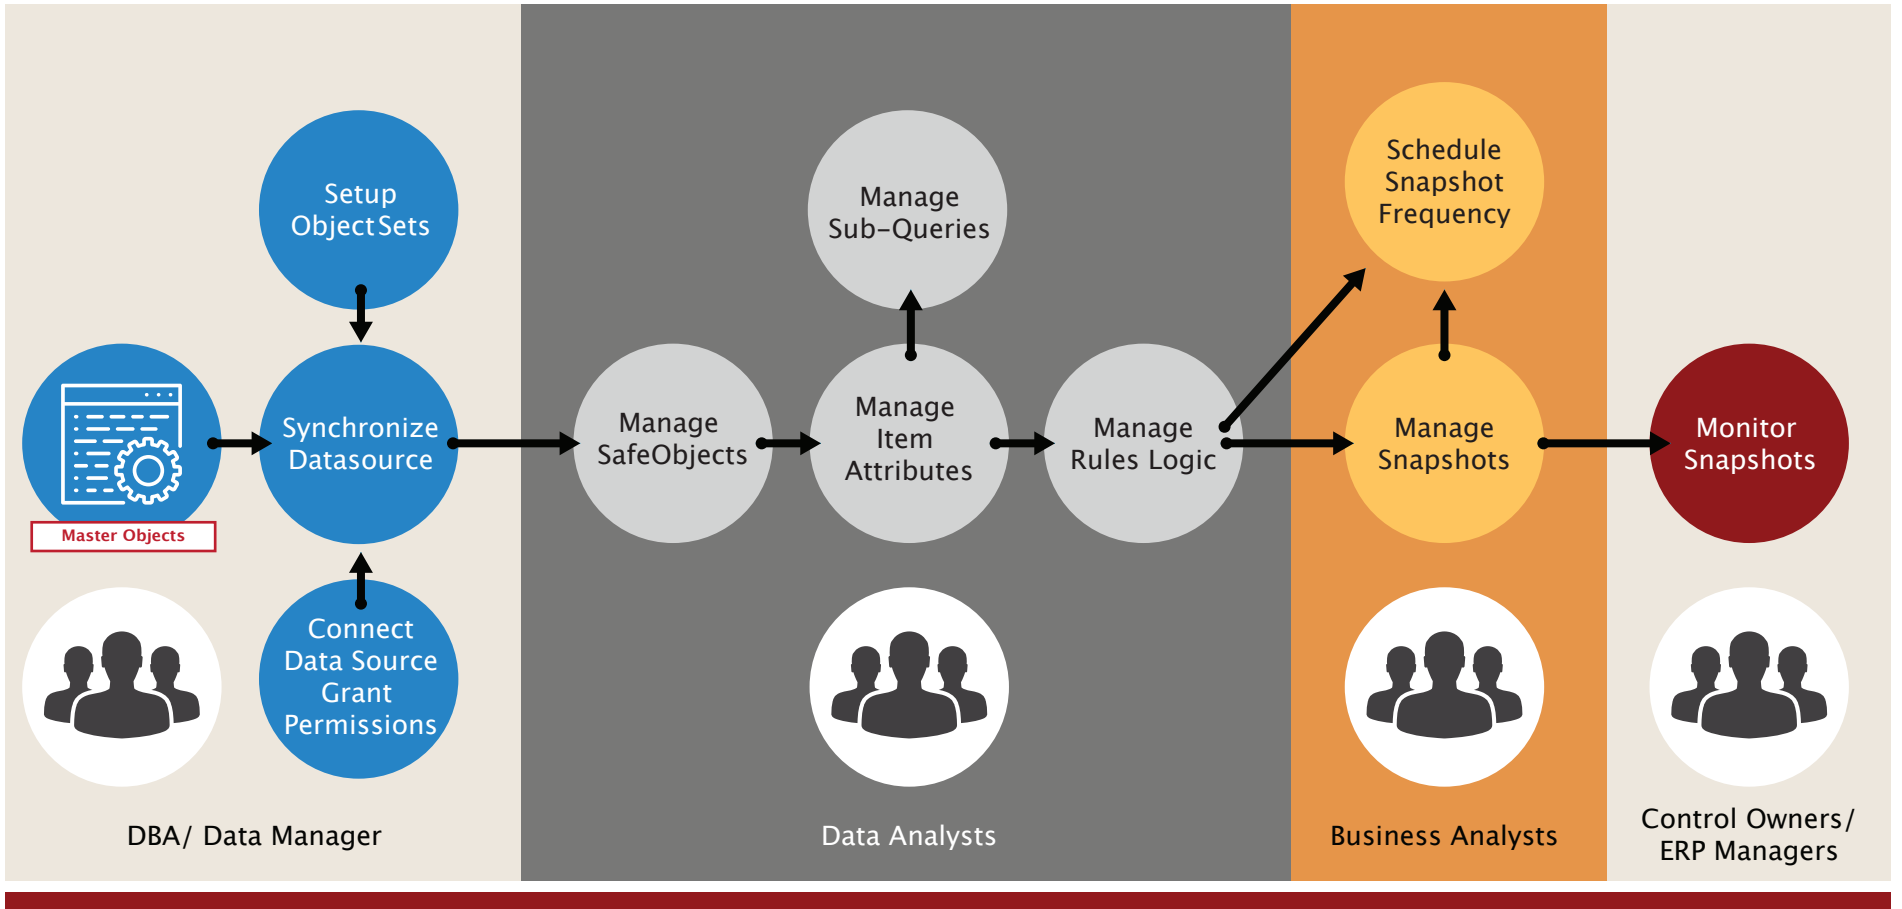 Setup
ObjectSets
Master Objects
Synchronize
Datasource
Connect
Data Source
Grant
Permissions
DBA/ Data Manager
Manage
Sub-Queries
Manage
SafeObjects
Manage
Item
Attributes
Manage
Rules Logic
Data Analysts
Schedule
Snapshot
Frequency
Manage
Snapshots
Business Analysts
Monitor
Snapshots
Control Owners/
ERP Managers